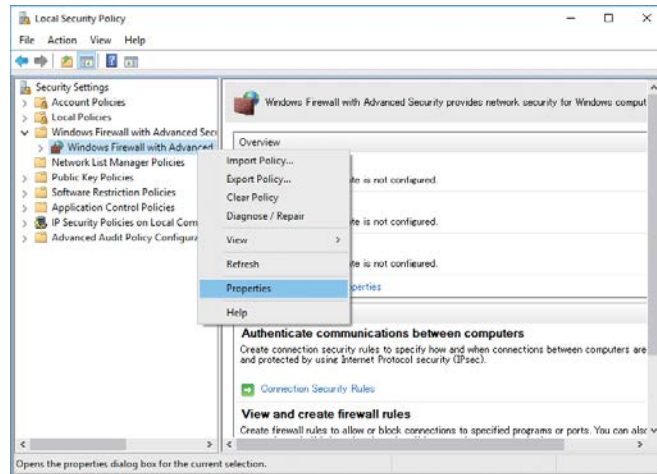 Local Security Policy
File Action View Help
Security Settings
Account Policies
Local Policies
Windows Firewall with Advanced Secu
Windows Firewall with Advanced
Network List Manager Policies
Public Key Policies
Software Restriction Policies
Application Control Policies
IP Security Policies on Local Com
Advanced Audit Policy Configura
Import Policy...
Export Policy...
Clear Policy
Diagnose / Repair
View
Refresh
Properties
Help
Windows Firewall with Advanced Security provides network security for Windows comput
Overview
te is not configured.
te is not configured.
te is not configured.
perties
Authenticate communications between computers
Create connection security rules to specify how and when connections between computers are
and protected by using Internet Protocol security (IPsec).
Connection Security Rules
View and create firewall rules
Create firewall rules to allow or block connections to specified programs or ports. You can also
Opens the properties dialog box for the current selection.